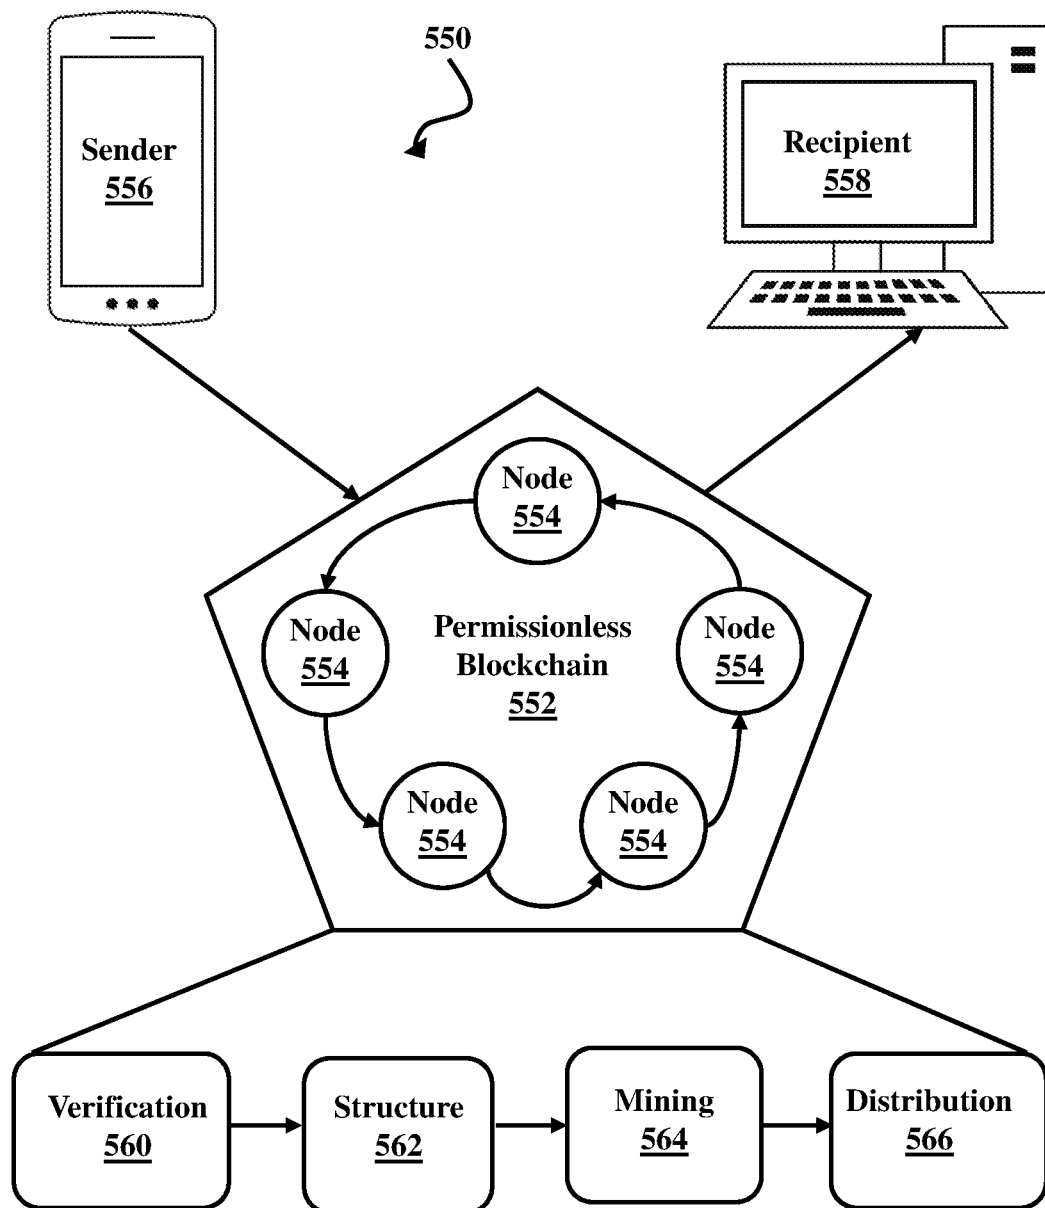 550
Sender
556
Recipient
558
Node
554
Node
554
Permissionless
Blockchain
552
Node
554
Node
554
Node
554
Verification
560
Structure
562
Mining
564
Distribution
566